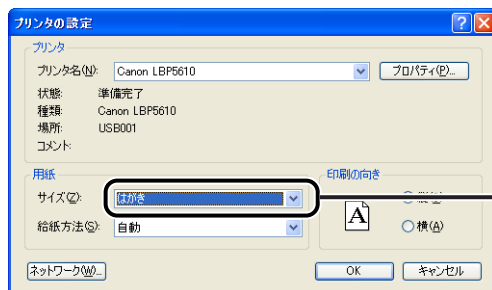 プリンタの設定
プリンタ
プリンタ名(N): Canon LBP5610 プロパティ(P)...
状態: 準備完了
種類: Canon LBP5610
場所: USB001
コメント:
用紙 印刷の向き
サイズ(Z): はがき
給紙方法(S): 自動 A 横(A)
ネットワーク(W)... OK キャンセル